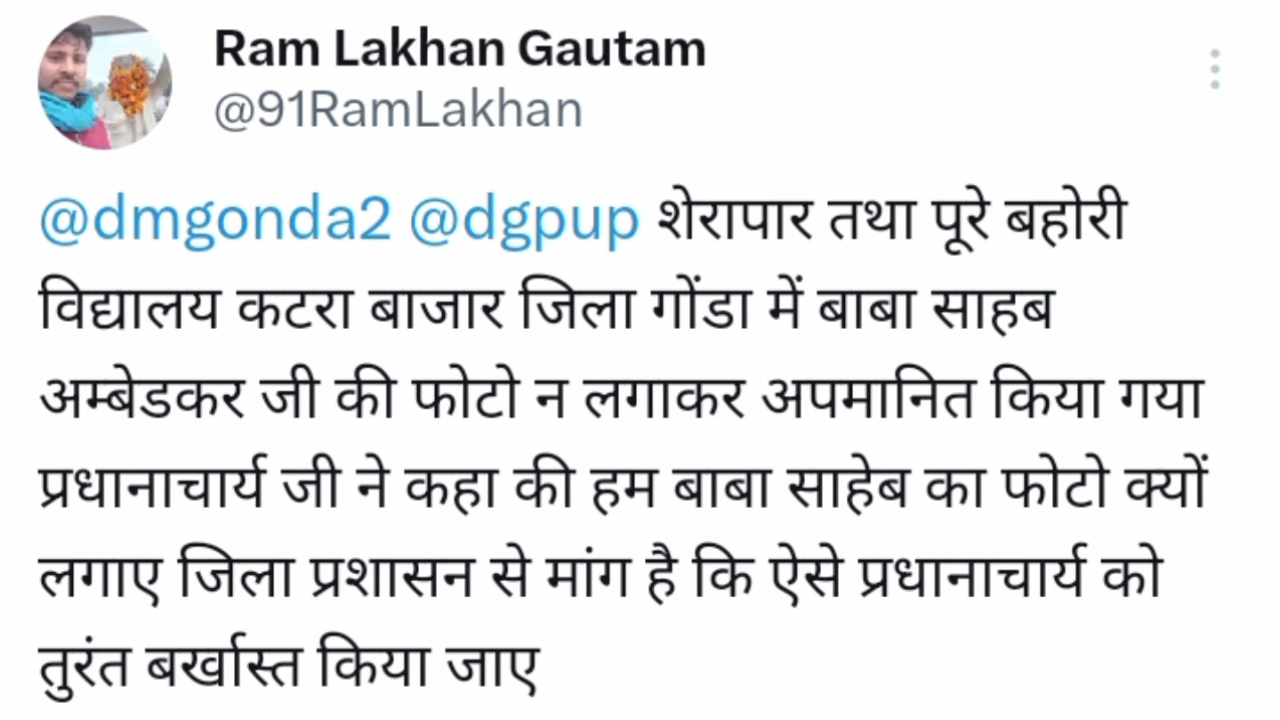 Ram Lakhan Gautam
@91RamLakhan
@dmgonda2 @dgpup शेरापार तथा पूरे बहोरी
विद्यालय कटरा बाजार जिला गोंडा में बाबा साहब
अम्बेडकर जी की फोटो न लगाकर अपमानित किया गया
प्रधानाचार्य जी ने कहा की हम बाबा साहेब का फोटो क्यों
लगाए जिला प्रशासन से मांग है कि ऐसे प्रधानाचार्य को
तुरंत बर्खास्त किया जाए